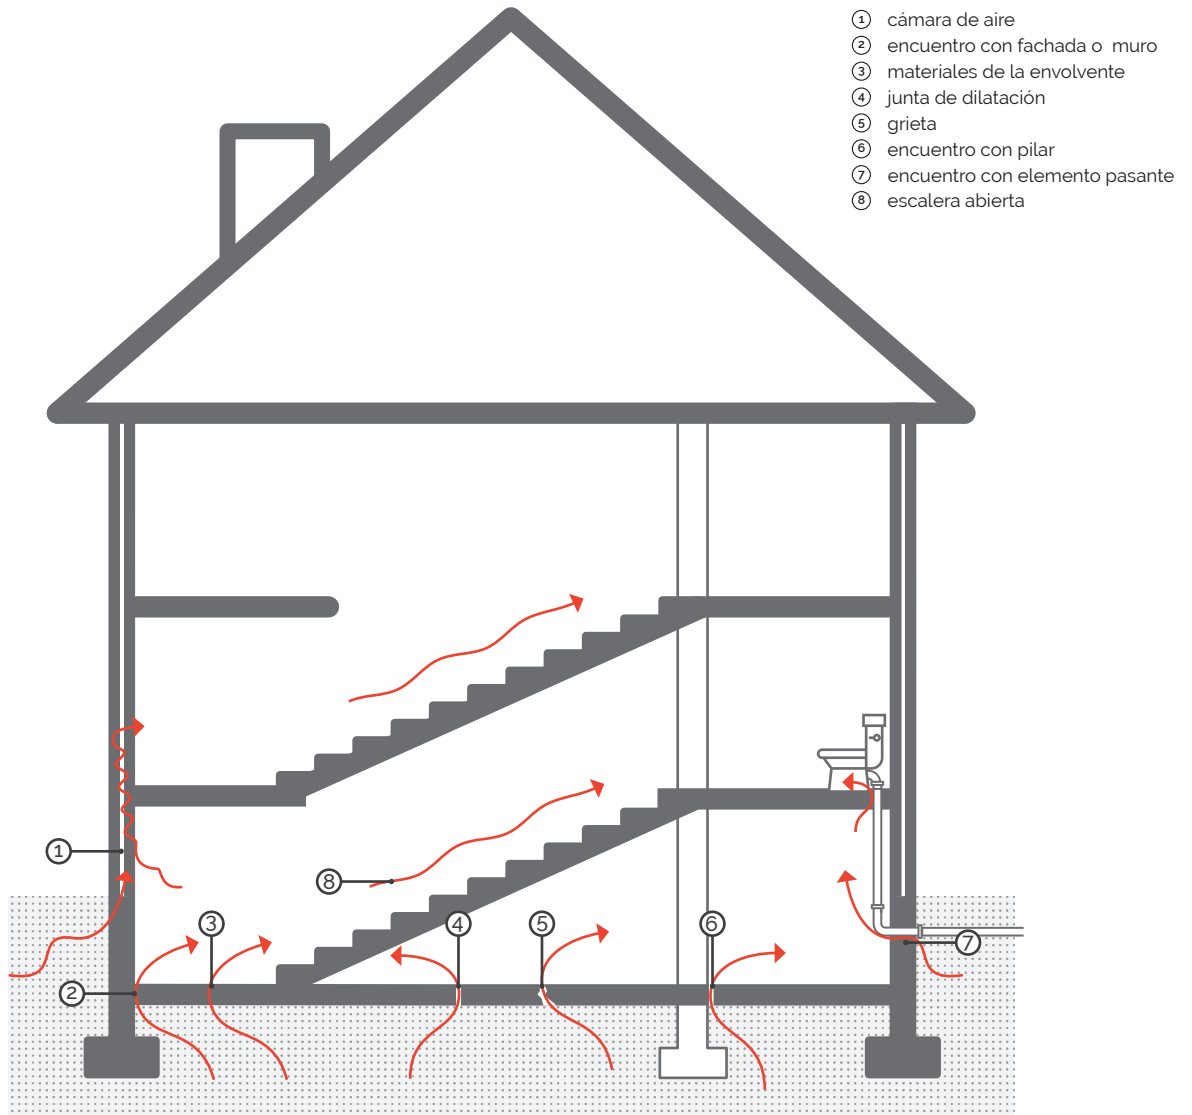 ① cámara de aire
② encuentro con fachada o muro
③ materiales de la envolvente
④ junta de dilatación
⑤ grieta
⑥ encuentro con pilar
⑦ encuentro con elemento pasante
⑧ escalera abierta
①
⑧
③
④
⑤
⑥
⑦
②